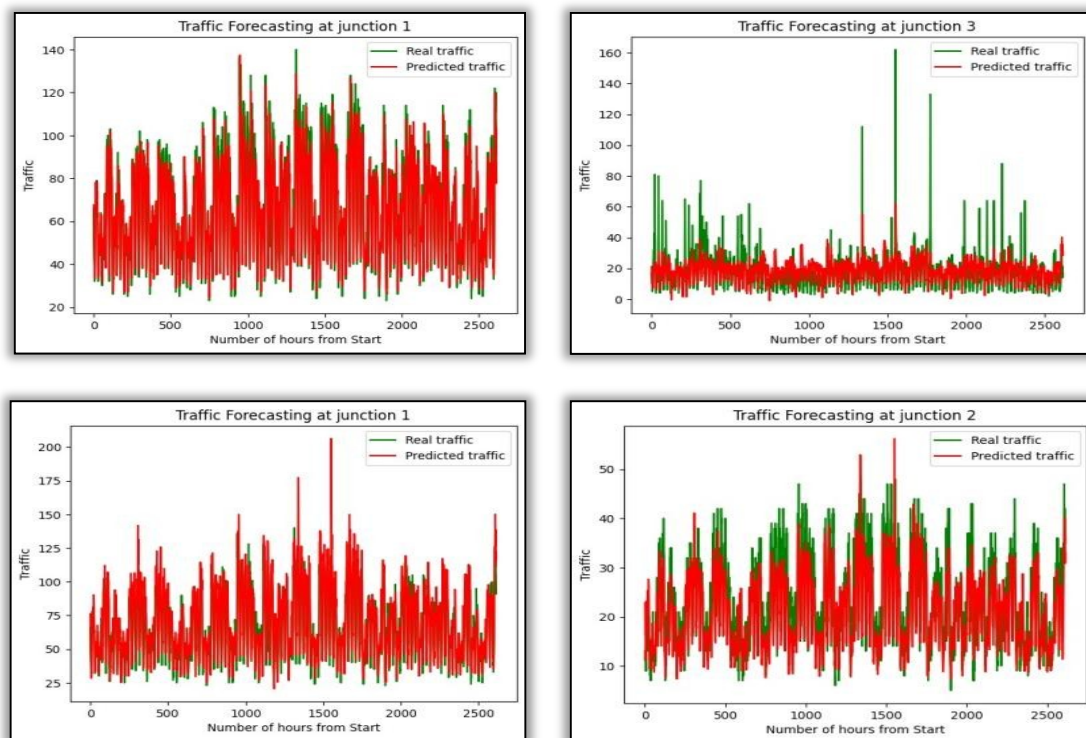 Traffic Forecasting at junction 1
Real traffic
Predicted traffic
140
120
100
80
60
40
20
Traffic
0
500
1000
1500
2000
2500
Number of hours from Start
Traffic Forecasting at junction 3
Real traffic
Predicted traffic
160
140
120
100
80
60
40
20
0
Traffic
0
500
1000
1500
2000
2500
Number of hours from Start
Traffic Forecasting at junction 1
Real traffic
Predicted traffic
200
175
150
125
100
75
50
25
Traffic
0
500
1000
1500
2000
2500
Number of hours from Start
Traffic Forecasting at junction 2
Real traffic
Predicted traffic
50
40
30
20
10
Traffic
0
500
1000
1500
2000
2500
Number of hours from Start